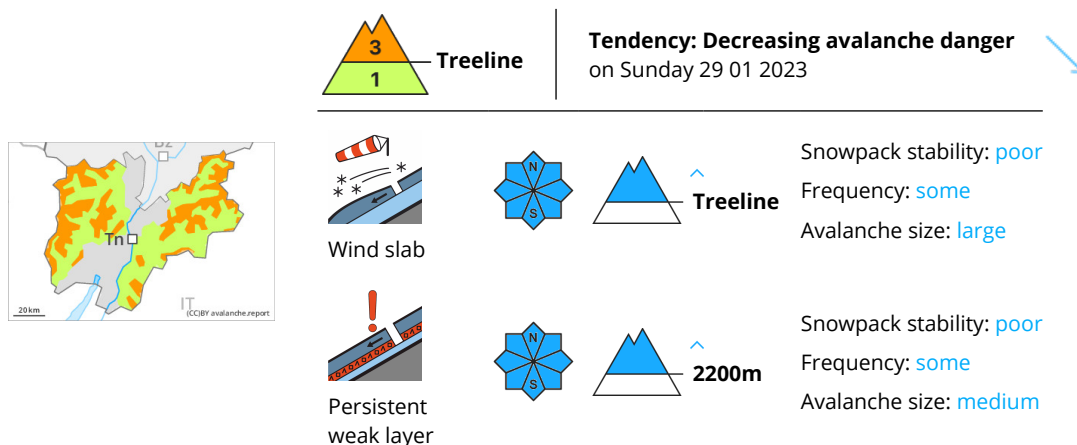 3
1
Treeline
Tendency: Decreasing avalanche danger
on Sunday 29 01 2023
Bz
Tn
IT
20 km
(CC)BY avalanche.report
N
S
Treeline
Wind slab
Snowpack stability: poor
Frequency: some
Avalanche size: large
N
S
2200m
Persistent
weak layer
Snowpack stability: poor
Frequency: some
Avalanche size: medium